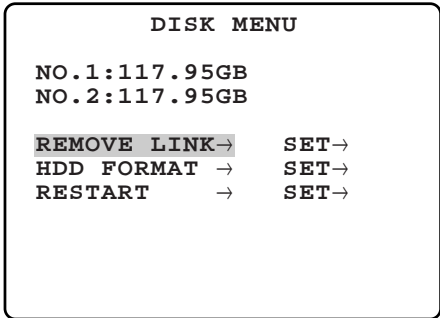 DISK MENU
NO.1:117.95GB
NO.2:117.95GB
REMOVE LINK→ SET→
HDD FORMAT → SET→
RESTART → SET→